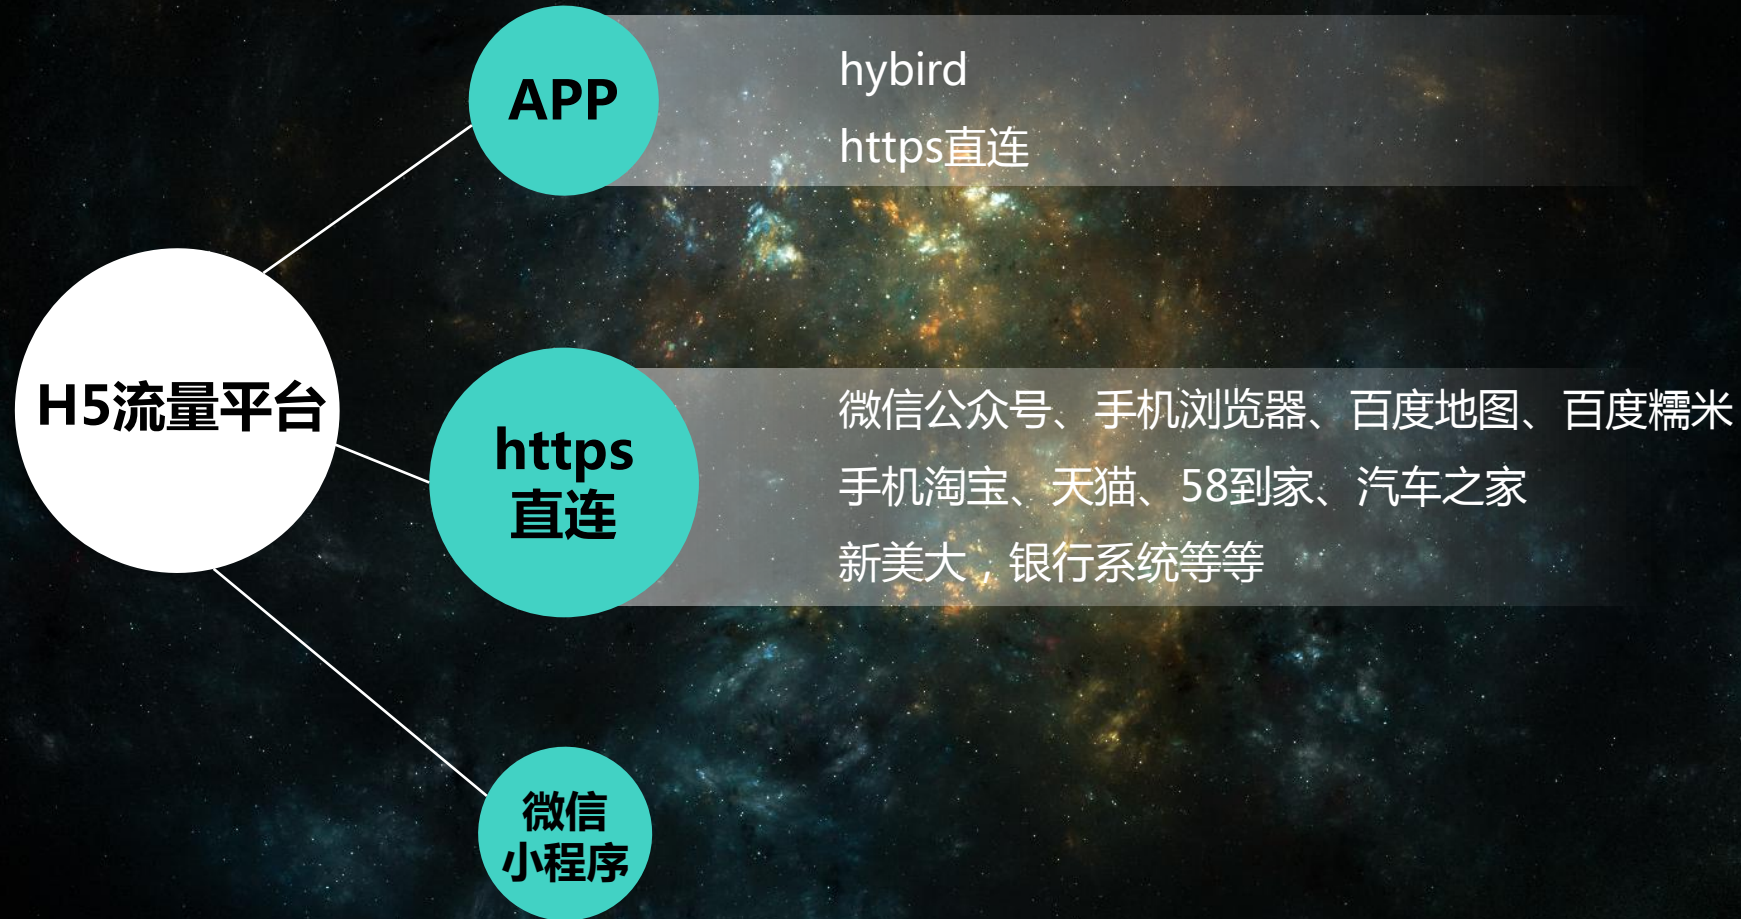 APP
hybird
https直连
H5流量平台
https
直连
微信公众号、手机浏览器、百度地图、百度糯米
手机淘宝、天猫、58到家、汽车之家
新美大，银行系统等等
微信
小程序